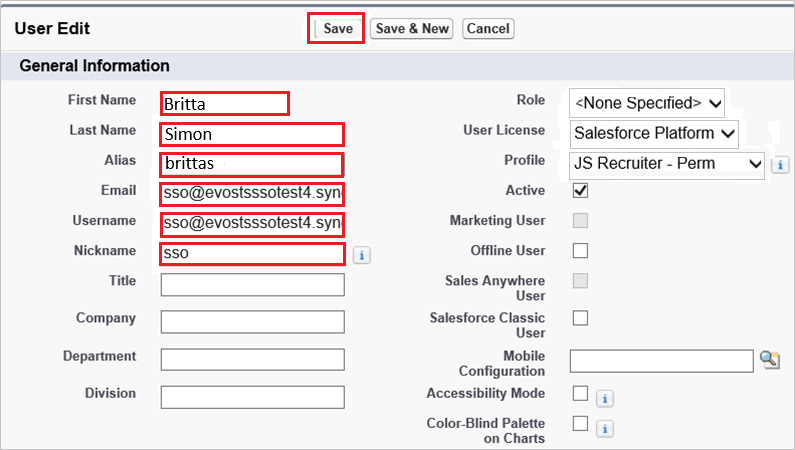 User Edit
Save
Save & New
Cancel
General Information
First Name
Britta
Last Name
Simon
Alias
brittas
Email
sso@evostsssotest4.syn
Username
sso@evostsssotest4.syn
Nickname
sso
Title
Company
Department
Division
Role
<None Specified>
User License
Salesforce Platform
Profile
JS Recruiter - Perm
Active
Marketing User
Offline User
Sales Anywhere
User
Salesforce Classic
User
Mobile
Configuration
Accessibility Mode
Color-Blind Palette
on Charts